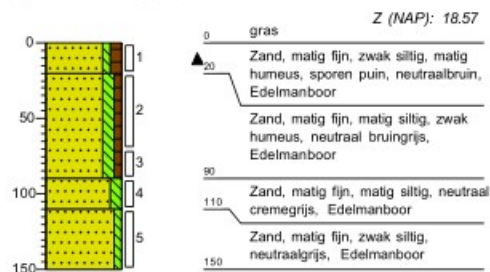 Z (NAP): 18.57
gras
0
0
1
Zand, matig fijn, zwak siltig, matig
humeus, sporen puin, neutraalbruin,
Edelmanboor
20
2
50
Zand, matig fijn, matig siltig, zwak
humeus, neutraal bruingrijs,
Edelmanboor
3
90
100
4
Zand, matig fijn, matig siltig, neutraal
cremegrijs, Edelmanboor
110
5
Zand, matig fijn, zwak siltig,
neutraalgrijs, Edelmanboor
150
150